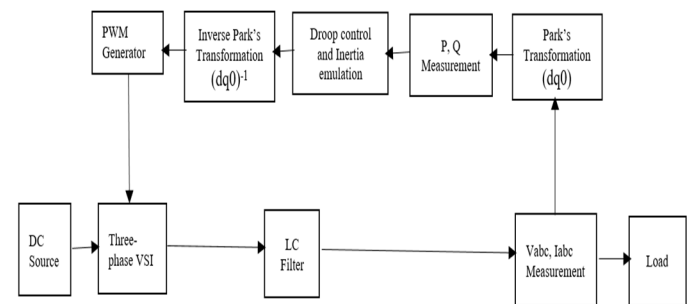 PWM
Generator
Inverse Park's
Transformation
(dq0)-1
Droop control
and Inertia
emulation
P, Q
Measurement
Park's
Transformation
(dq0)
DC
Source
Three-
phase VSI
LC
Filter
Vabc, Iabc
Measurement
Load